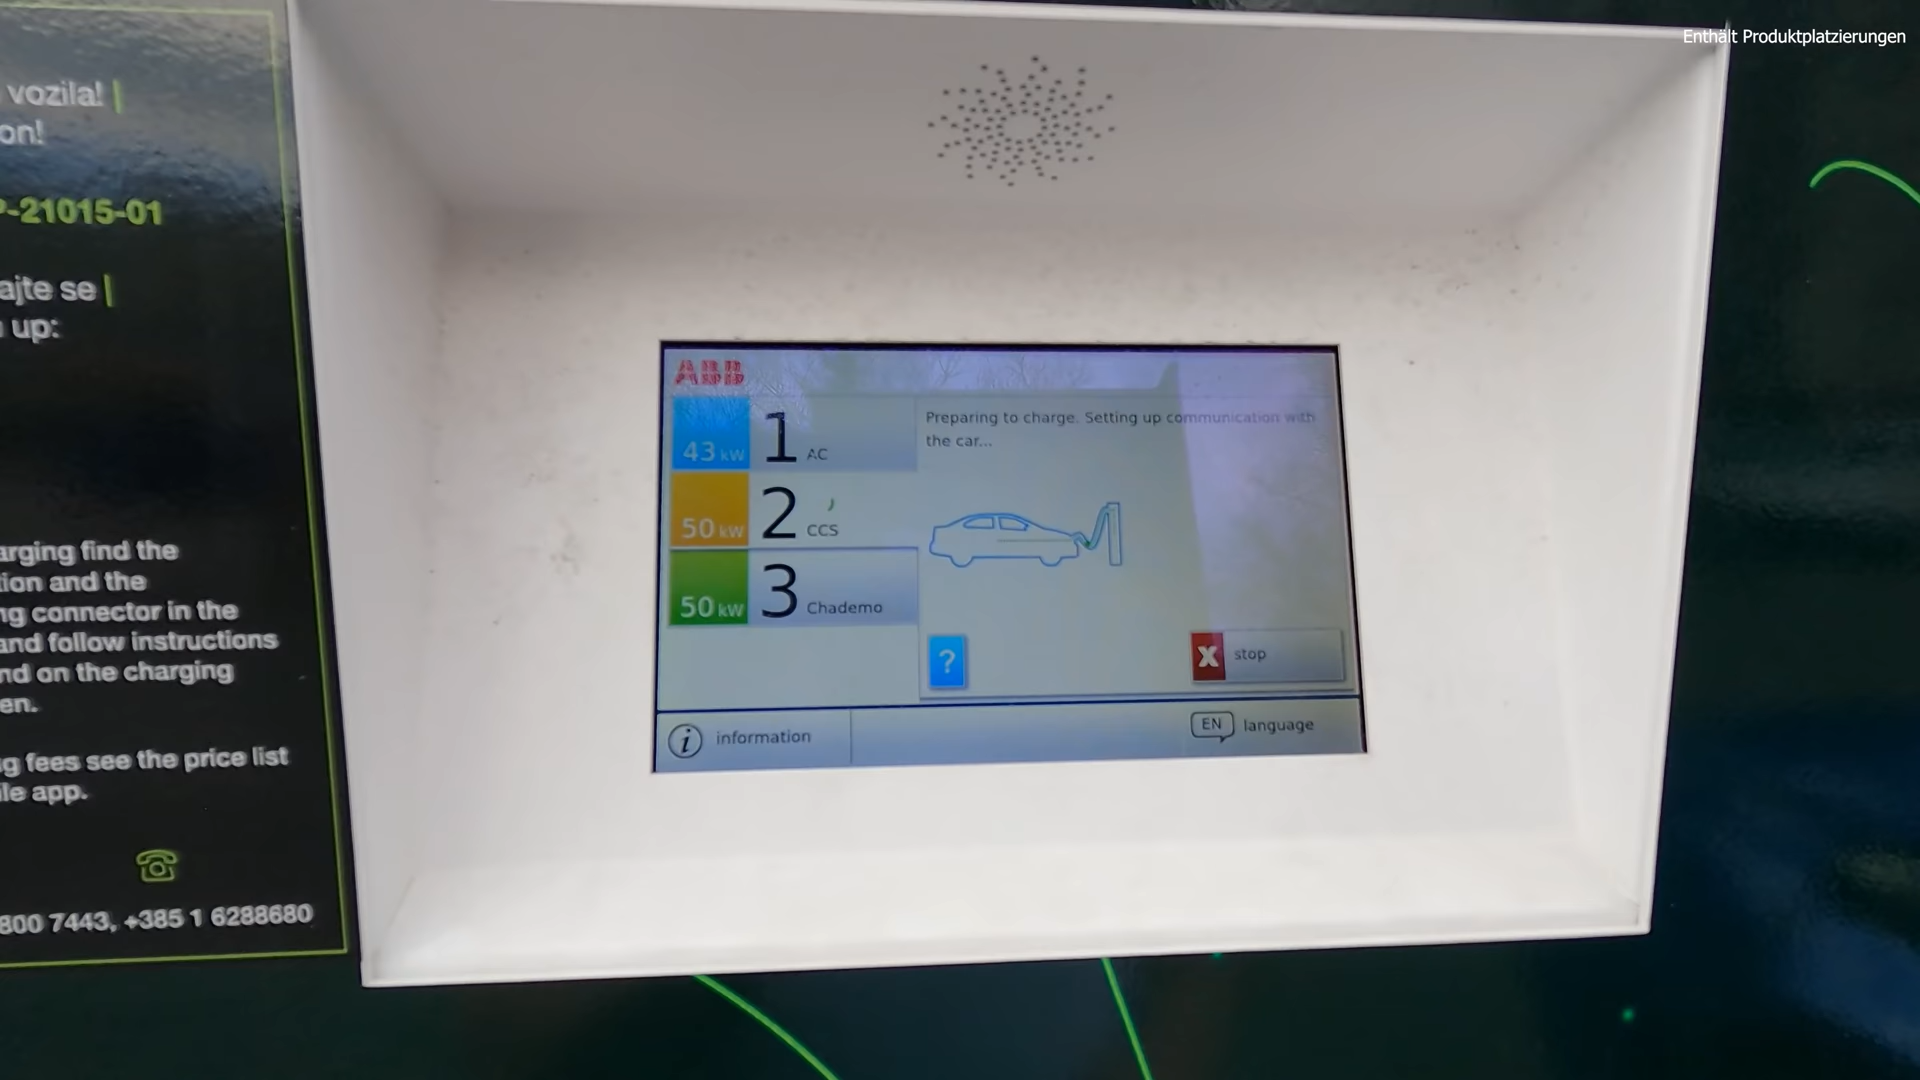 Enthält Produktplatzierungen
vozila! |
on!
P-21015-01
ajte se |
up:
arging find the
tion and the
ng connector in the
and follow instructions
nd on the charging
en.
g fees see the price list
ile app.
800 7443, +385 1 6288680
ABB
43 kW 1 AC
50 kW 2 CCS
50 kW 3 Chademo
Preparing to charge. Setting up communication with
the car...
?
X stop
i information
EN language